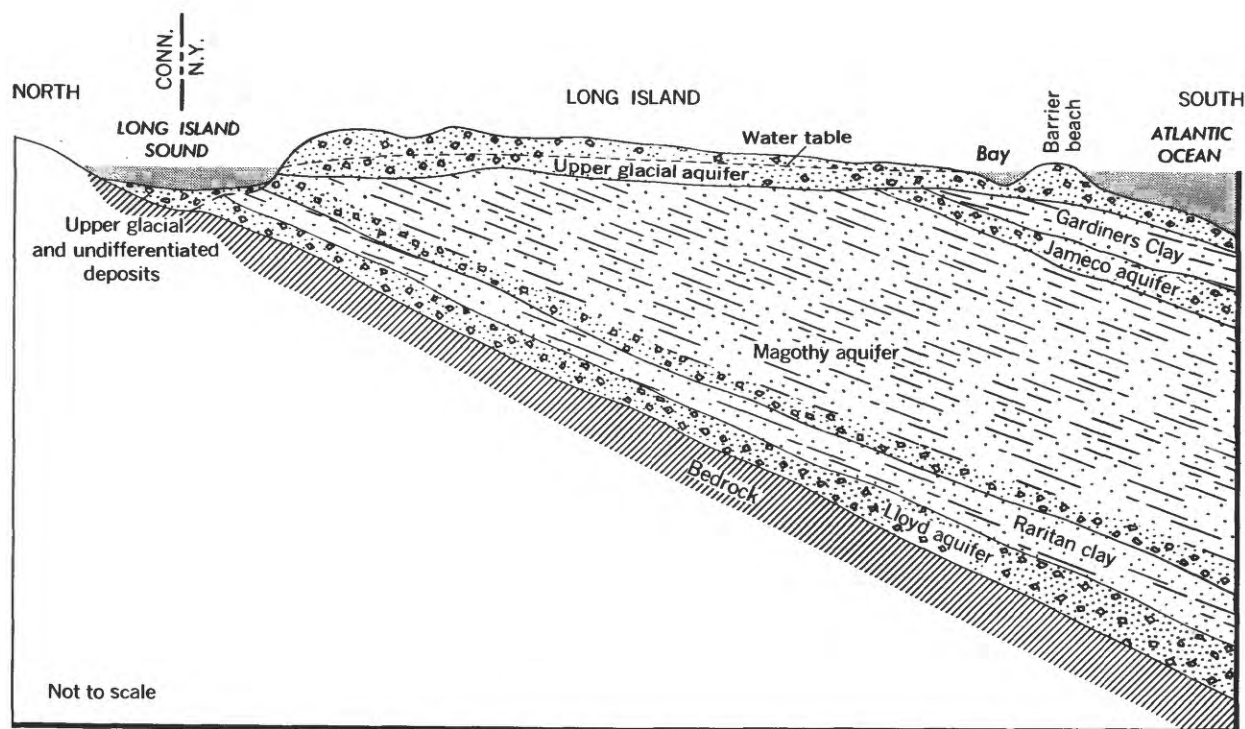 CONN.
N.Y.
NORTH
LONG ISLAND
SOUTH
LONG ISLAND
SOUND
Barrier
beach
ATLANTIC
OCEAN
Water table
Bay
Upper glacial aquifer
Upper glacial
and undifferentiated
deposits
Gardiners Clay
Jameco aquifer
Magothy aquifer
Bedrock
Lloyd aquifer
Raritan clay
Not to scale